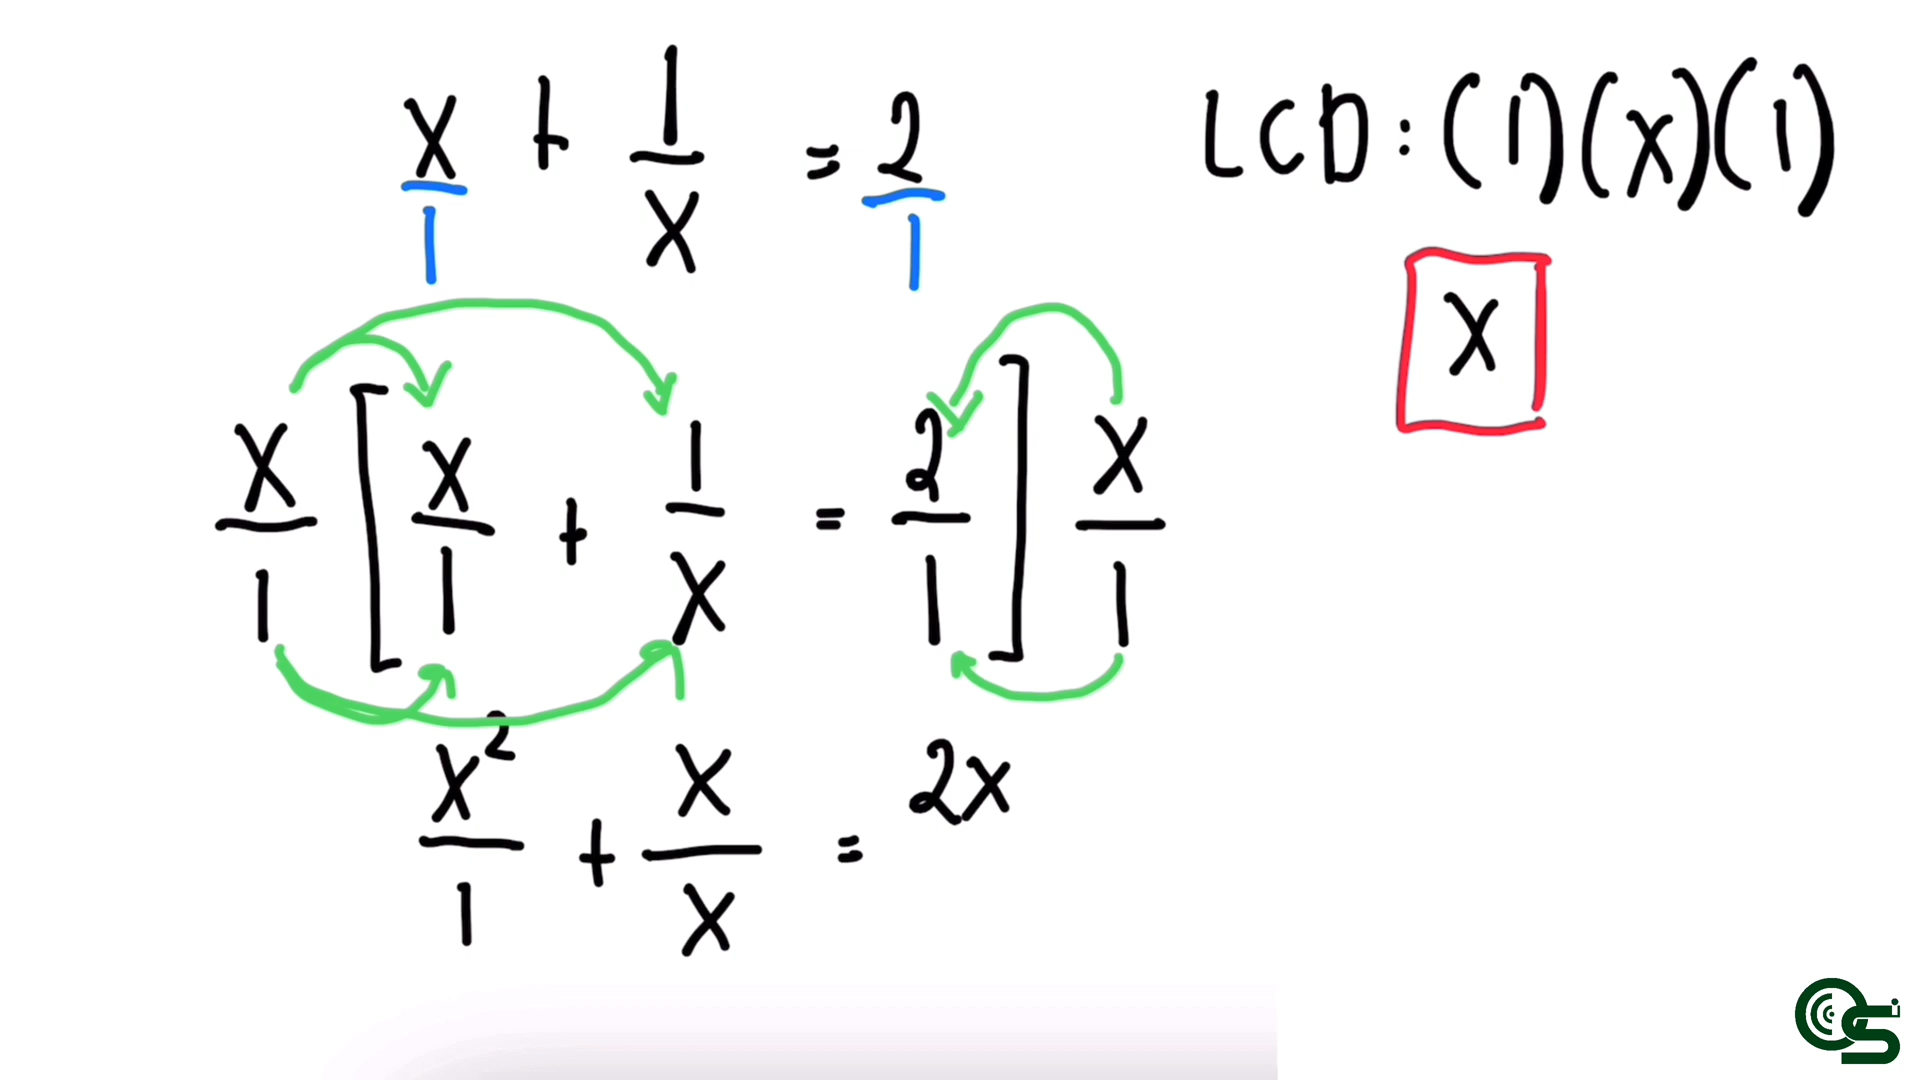 x/1 + 1/x = 2/1
LCD: (1)(x)(1)
x
x/1 [ x/1 + 1/x = 2/1 ] x/1
x²/1 + x/x = 2x